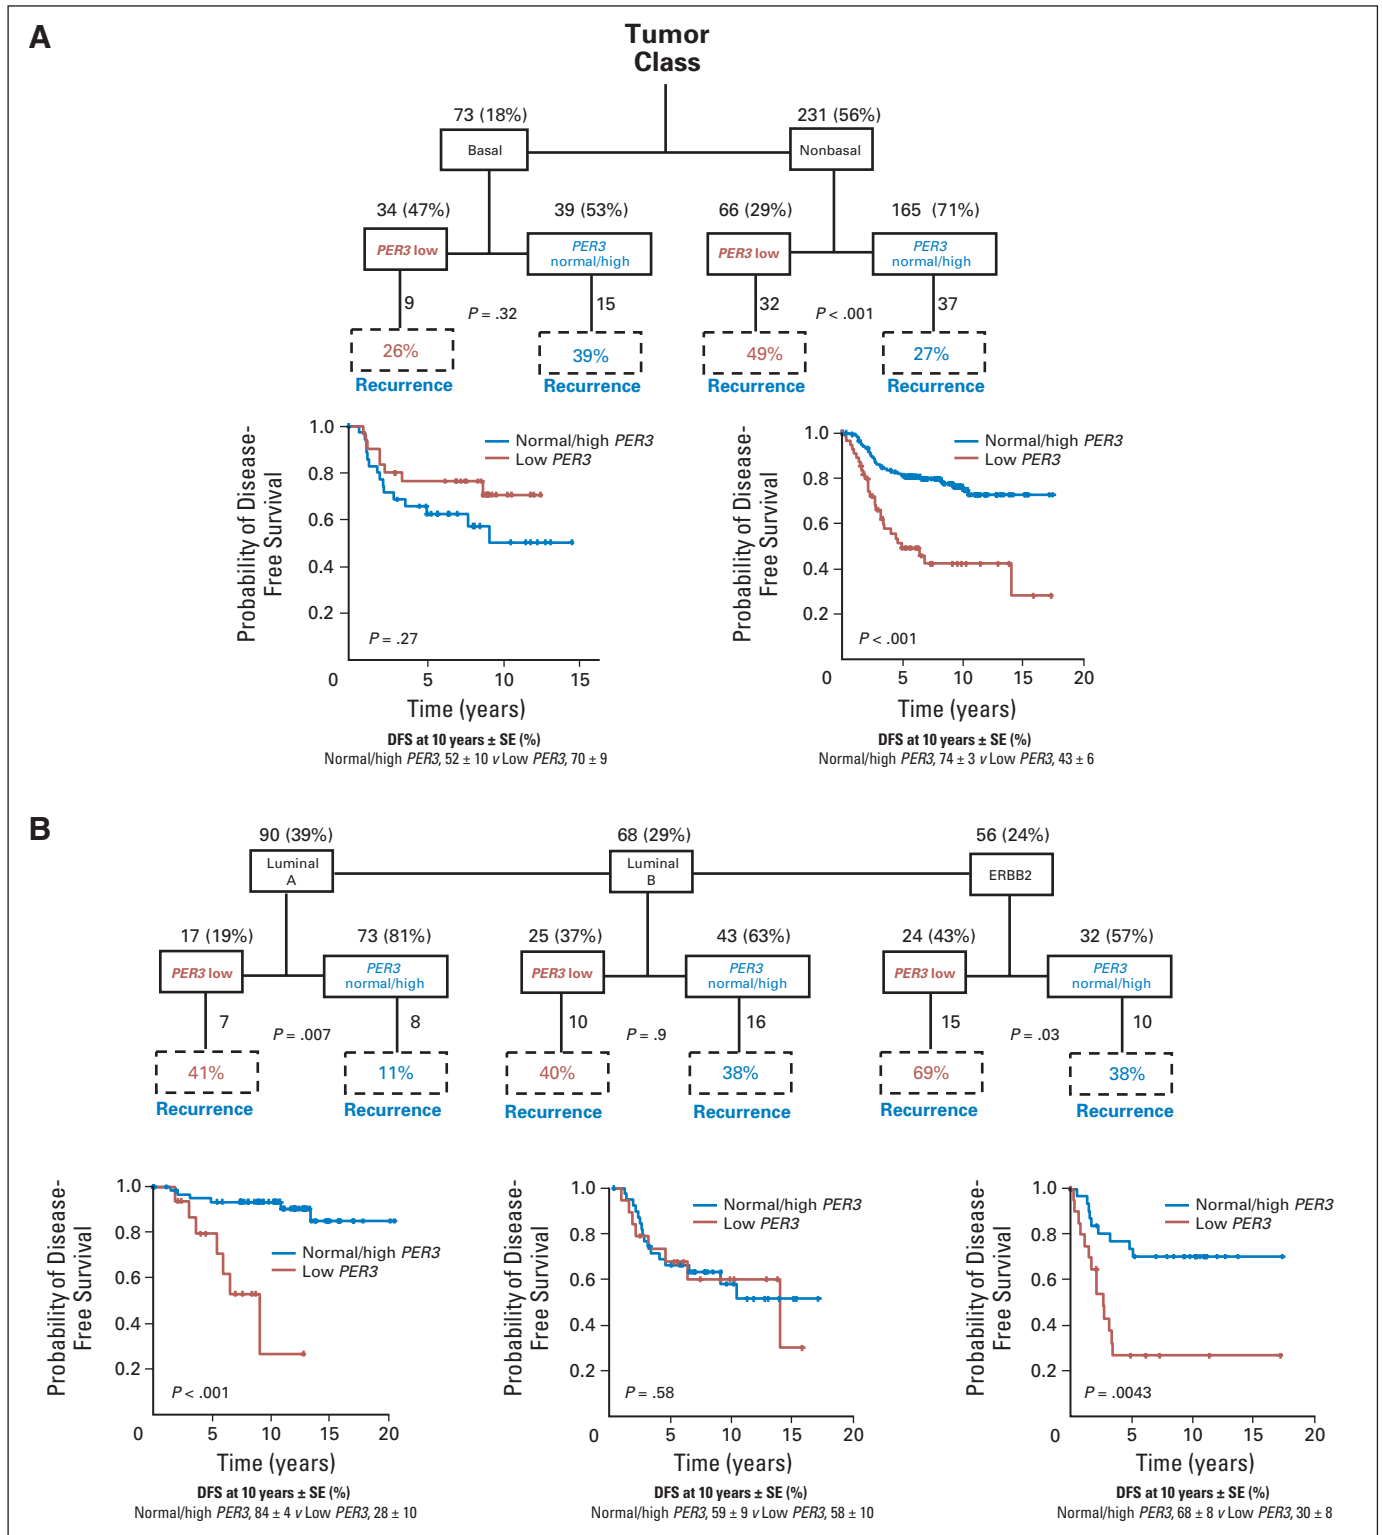 A
Tumor
Class
73 (18%)
231 (56%)
Basal
Nonbasal
34 (47%)
39 (53%)
66 (29%)
165 (71%)
PER3 low
PER3
normal/high
PER3 low
PER3
normal/high
9
P = .32
15
32
P < .001
37
26%
39%
49%
27%
Recurrence
Recurrence
Recurrence
Recurrence
Probability of Disease-
Free Survival
1.0
0.8
0.6
0.4
0.2
Normal/high PER3
Low PER3
P = .27
0
5
10
15
Time (years)
DFS at 10 years ± SE (%)
Normal/high PER3, 52 ± 10 v Low PER3, 70 ± 9
Probability of Disease-
Free Survival
1.0
0.8
0.6
0.4
0.2
Normal/high PER3
Low PER3
P < .001
0
5
10
15
20
Time (years)
DFS at 10 years ± SE (%)
Normal/high PER3, 74 ± 3 v Low PER3, 43 ± 6
B
90 (39%)
68 (29%)
56 (24%)
Luminal
A
Luminal
B
ERBB2
17 (19%)
73 (81%)
25 (37%)
43 (63%)
24 (43%)
32 (57%)
PER3 low
PER3
normal/high
PER3 low
PER3
normal/high
PER3 low
PER3
normal/high
7
P = .007
8
10
P = .9
16
15
P = .03
10
41%
11%
40%
38%
69%
38%
Recurrence
Recurrence
Recurrence
Recurrence
Recurrence
Recurrence
Probability of Disease-
Free Survival
1.0
0.8
0.6
0.4
0.2
Normal/high PER3
Low PER3
P < .001
0
5
10
15
20
Time (years)
DFS at 10 years ± SE (%)
Normal/high PER3, 84 ± 4 v Low PER3, 28 ± 10
Probability of Disease-
Free Survival
1.0
0.8
0.6
0.4
0.2
Normal/high PER3
Low PER3
P = .58
0
5
10
15
20
Time (years)
DFS at 10 years ± SE (%)
Normal/high PER3, 59 ± 9 v Low PER3, 58 ± 10
Probability of Disease-
Free Survival
1.0
0.8
0.6
0.4
0.2
Normal/high PER3
Low PER3
P = .0043
0
5
10
15
20
Time (years)
DFS at 10 years ± SE (%)
Normal/high PER3, 68 ± 8 v Low PER3, 30 ± 8